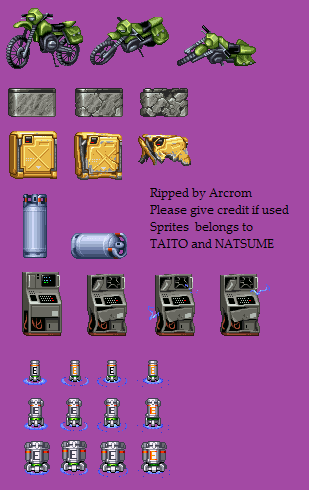 Ripped by Arcrom
Please give credit if used
Sprites belongs to
TAITO and NATSUME